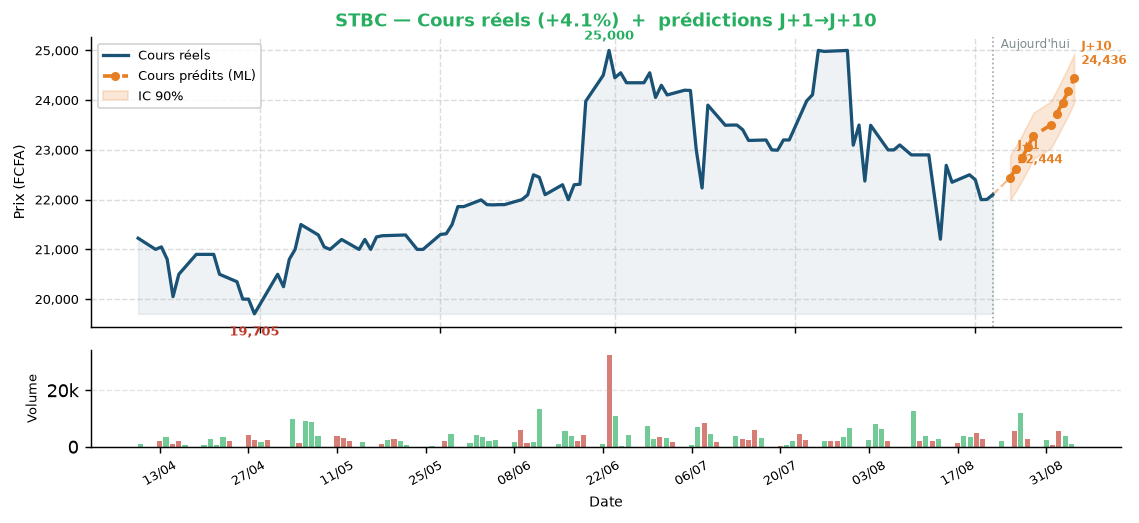 STBC — Cours réels (+4.1%)  +  prédictions J+1→J+10
25,000
Aujourd'hui
J+10
24,436
Cours réels
Cours prédits (ML)
IC 90%
25,000
24,000
23,000
22,000
21,000
20,000
Prix (FCFA)
J+1
22,444
19,705
20k
0
Volume
13/04
27/04
11/05
25/05
08/06
22/06
06/07
20/07
03/08
17/08
31/08
Date